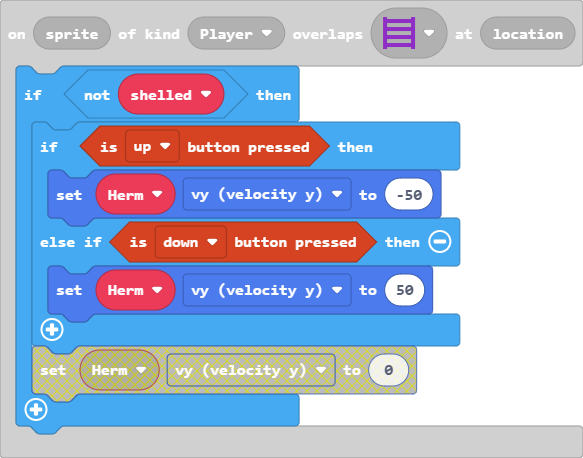 on sprite of kind Player overlaps at location
if not shelled then
if is up button pressed then
set Herm vy (velocity y) to -50
else if is down button pressed then
set Herm vy (velocity y) to 50
set Herm vy (velocity y) to 0